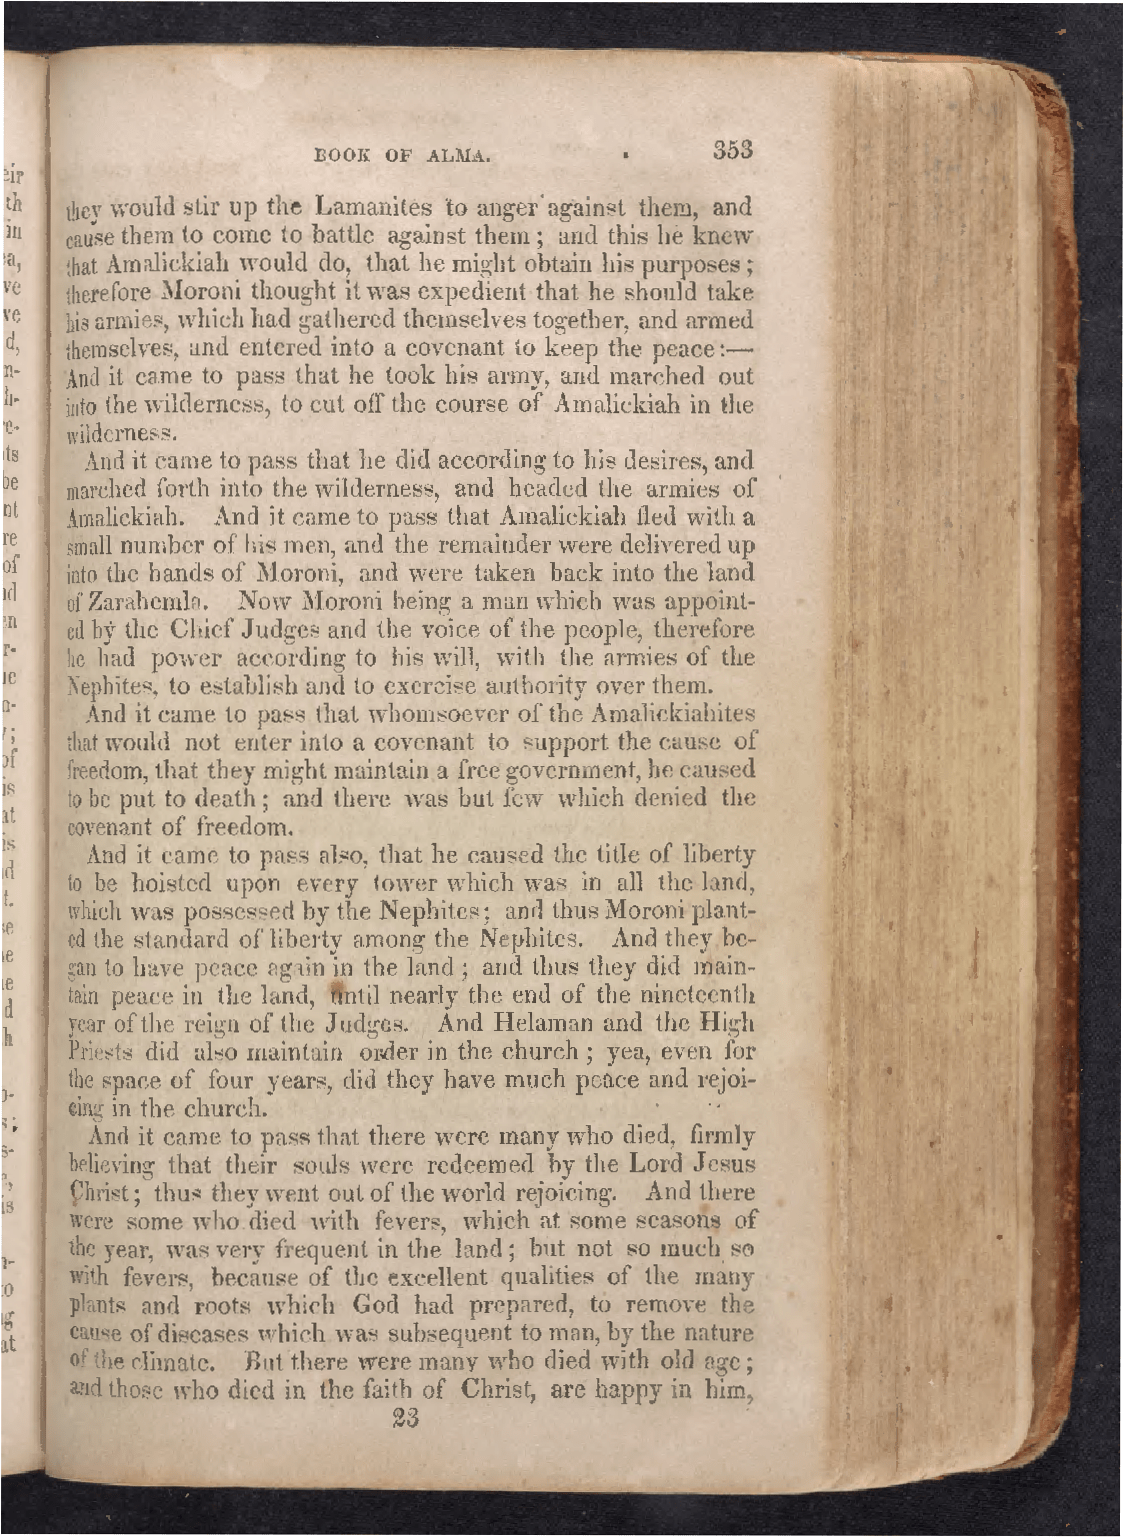 BOOK OF ALMA. 353
they would stir up the Lamanites to anger against them, and
cause them to come to battle against them; and this he knew
that Amalickiah would do, that he might obtain his purposes;
therefore Moroni thought it was expedient that he should take
his armies, which had gathered themselves together, and armed
themselves, and entered into a covenant to keep the peace:—
And it came to pass that he took his army, and marched out
into the wilderness, to cut off the course of Amalickiah in the
wilderness.
And it came to pass that he did according to his desires, and
marched forth into the wilderness, and headed the armies of
Amalickiah. And it came to pass that Amalickiah fled with a
small number of his men, and the remainder were delivered up
into the hands of Moroni, and were taken back into the land
of Zarahemla. Now Moroni being a man which was appoint-
ed by the Chief Judges and the voice of the people, therefore
he had power according to his will, with the armies of the
Nephites, to establish and to exercise authority over them.
And it came to pass that whomsoever of the Amalickiahites
that would not enter into a covenant to support the cause of
freedom, that they might maintain a free government, he caused
to be put to death; and there was but few which denied the
covenant of freedom.
And it came to pass also, that he caused the title of liberty
to be hoisted upon every tower which was in all the land,
which was possessed by the Nephites; and thus Moroni plant-
ed the standard of liberty among the Nephites. And they be-
gan to have peace again in the land; and thus they did main-
tain peace in the land, until nearly the end of the nineteenth
year of the reign of the Judges. And Helaman and the High
Priests did also maintain order in the church; yea, even for
the space of four years, did they have much peace and rejoi-
cing in the church.
And it came to pass that there were many who died, firmly
believing that their souls were redeemed by the Lord Jesus
Christ; thus they went out of the world rejoicing. And there
were some who died with fevers, which at some seasons of
the year, was very frequent in the land; but not so much so
with fevers, because of the excellent qualities of the many
plants and roots which God had prepared, to remove the
cause of diseases which was subsequent to man, by the nature
of the climate. But there were many who died with old age;
and those who died in the faith of Christ, are happy in him,
23